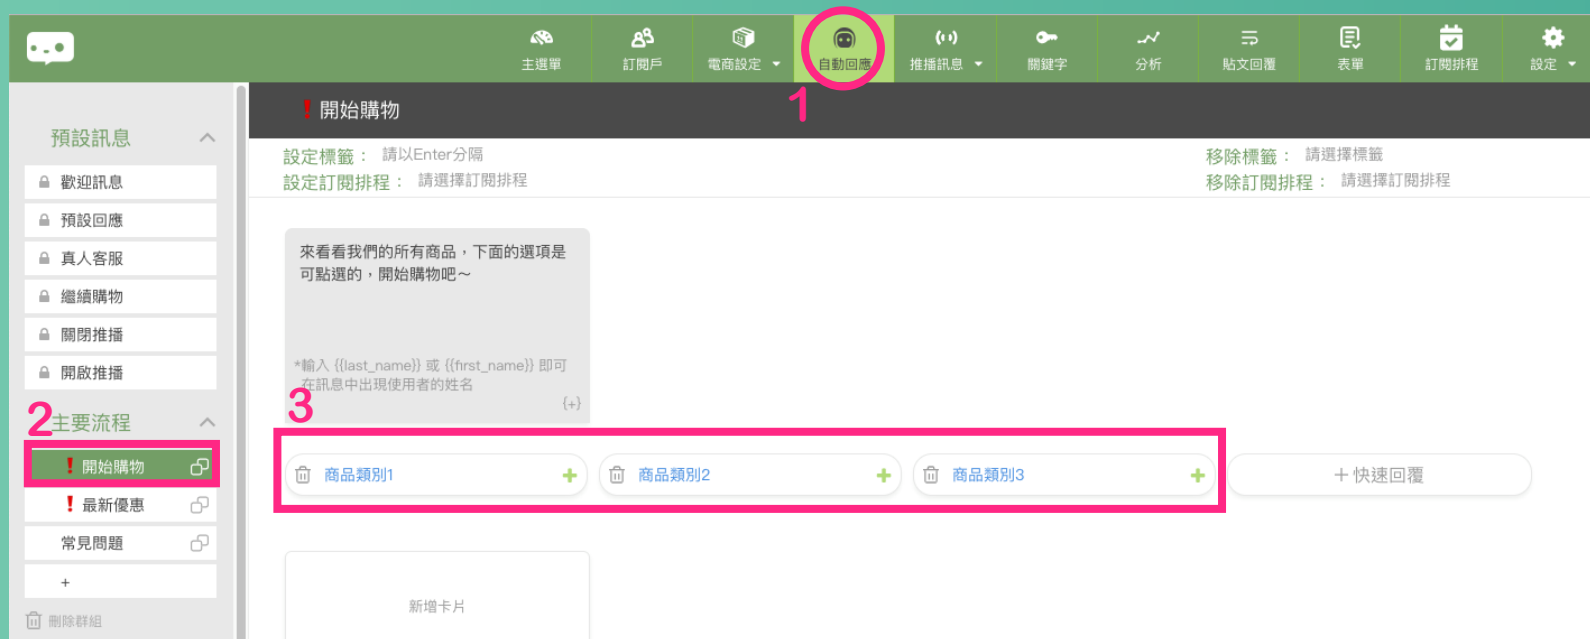 主選單
訂閱戶
電商設定
自動回應
推播訊息
關鍵字
分析
貼文回覆
表單
訂閱排程
設定
1
預設訊息
歡迎訊息
預設回應
真人客服
繼續購物
關閉推播
開啟推播
2
主要流程
❗開始購物
❗最新優惠
常見問題
+
刪除群組
❗開始購物
設定標籤： 請以Enter分隔
移除標籤： 請選擇標籤
設定訂閱排程： 請選擇訂閱排程
移除訂閱排程： 請選擇訂閱排程
來看看我們的所有商品，下面的選項是
可點選的，開始購物吧～
*輸入 {{last_name}} 或 {{first_name}} 即可
在訊息中出現使用者的姓名
{+}
3
商品類別1 +
商品類別2 +
商品類別3 +
+快速回覆
新增卡片